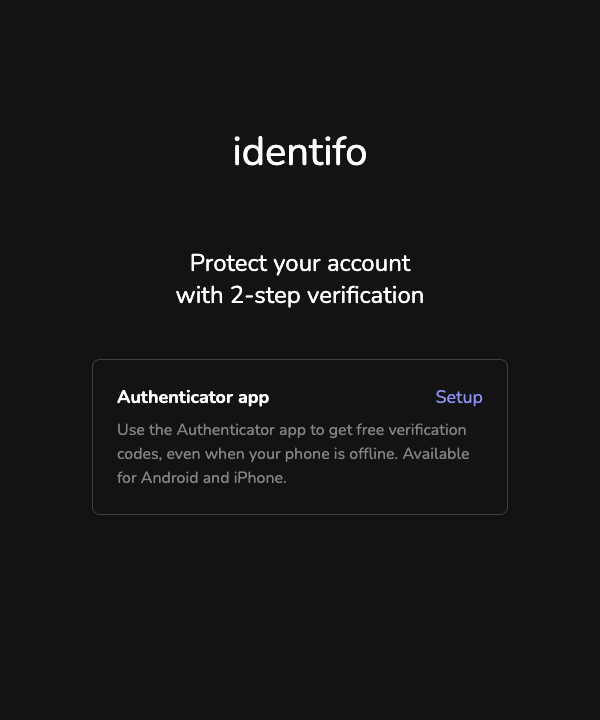 identifo
Protect your account
with 2-step verification
Authenticator app
Setup
Use the Authenticator app to get free verification
codes, even when your phone is offline. Available
for Android and iPhone.